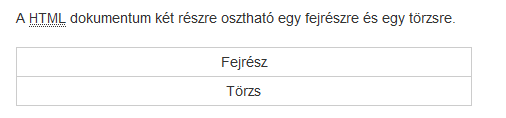 A HTML dokumentum két részre osztható egy fejrészre és egy törzsre.
Fejrész
Törzs